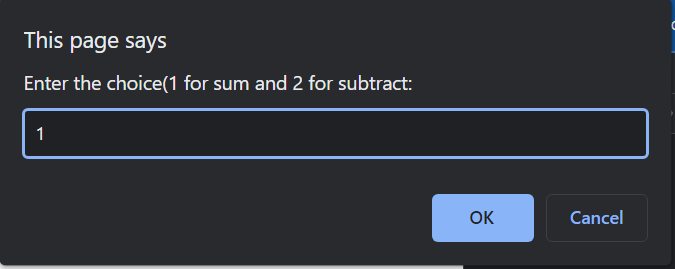 This page says
Enter the choice(1 for sum and 2 for subtract:
1
OK
Cancel